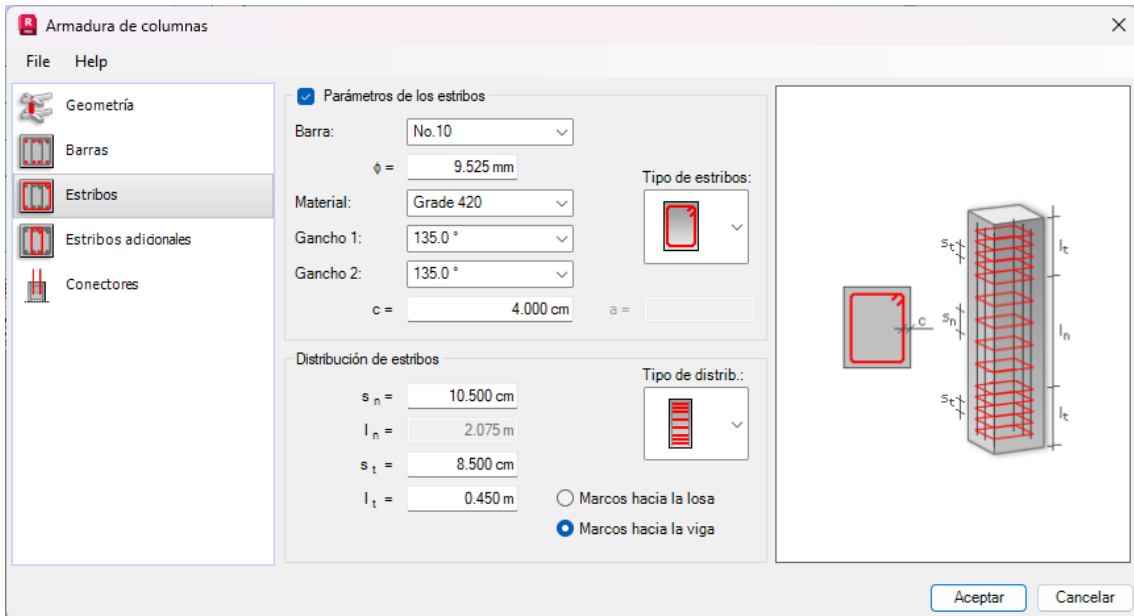 R
PRO
Armadura de columnas
File Help
Geometría
Barras
Estribos
Estribos adicionales
Conectores
Parámetros de los estribos
Barra: No.10
ϕ = 9.525 mm
Material: Grade 420
Gancho 1: 135.0 °
Gancho 2: 135.0 °
c = 4.000 cm a =
Tipo de estribos:
Distribución de estribos
s n = 10.500 cm
l n = 2.075 m
s t = 8.500 cm
l t = 0.450 m
Tipo de distrib.:
Marcos hacia la losa
Marcos hacia la viga
c
st
sn
st
lt
ln
lt
Aceptar Cancelar